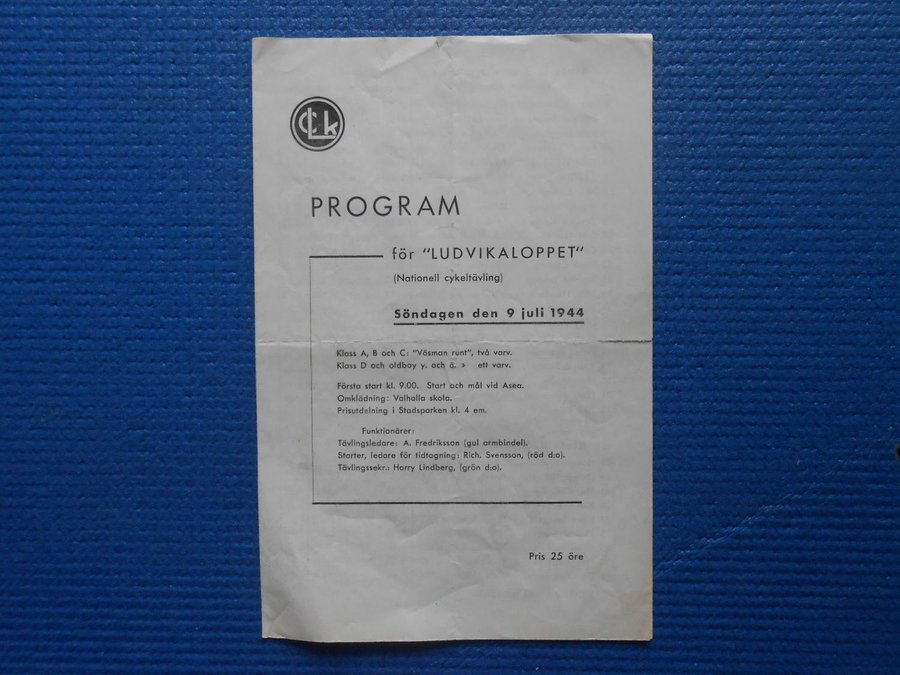 CLK
PROGRAM
för "LUDVIKALOPPET"
(Nationell cykeltävling)
Söndagen den 9 juli 1944
Klass A, B och C: "Väsman runt", två varv.
Klass D och oldboy y. och ä. » ett varv.
Första start kl. 9.00. Start och mål vid Asea.
Omklädning: Valhalla skola.
Prisutdelning i Stadsparken kl. 4 em.
Funktionärer:
Tävlingsledare: A. Fredriksson (gul armbindel).
Starter, ledare för tidtagning: Rich. Svensson, (röd d:o).
Tävlingssekr.: Harry Lindberg, (grön d:o).
Pris 25 öre